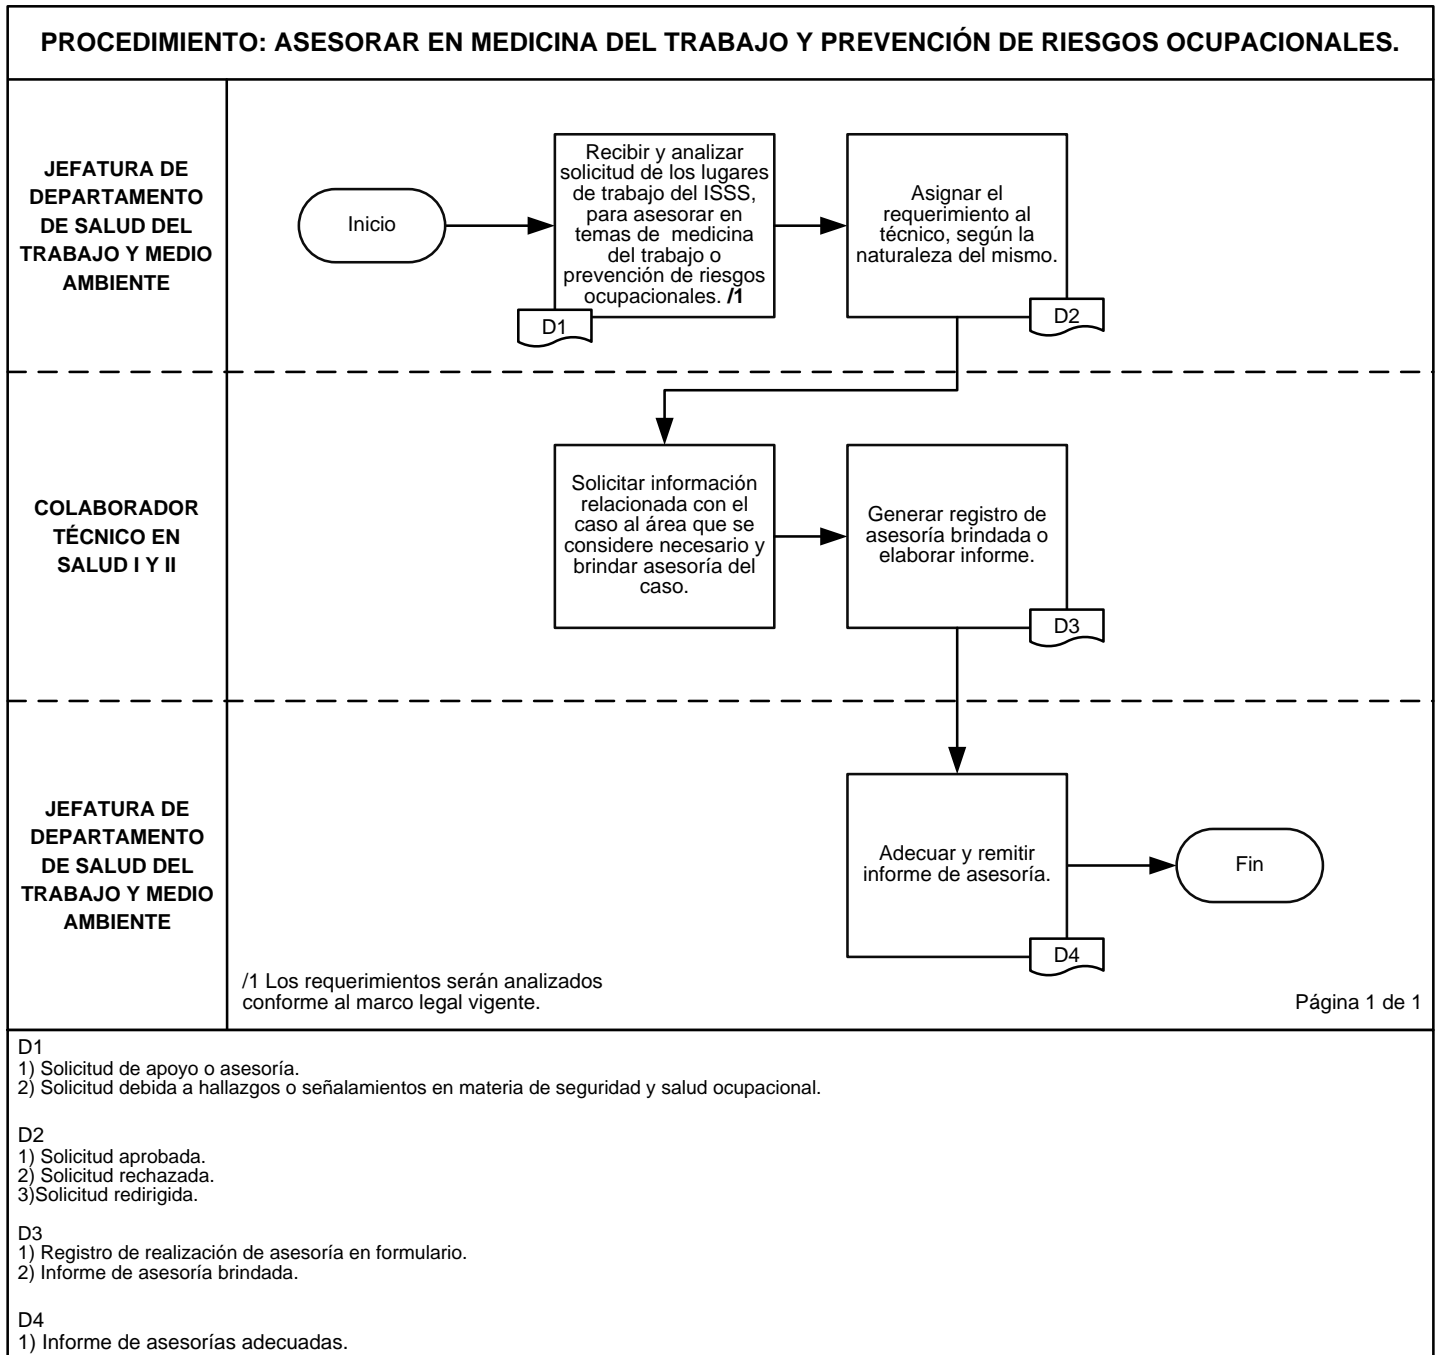 PROCEDIMIENTO: ASESORAR EN MEDICINA DEL TRABAJO Y PREVENCIÓN DE RIESGOS OCUPACIONALES.
JEFATURA DE
DEPARTAMENTO
DE SALUD DEL
TRABAJO Y MEDIO
AMBIENTE
Inicio
Recibir y analizar
solicitud de los lugares
de trabajo del ISSS,
para asesorar en
temas de medicina
del trabajo o
prevención de riesgos
ocupacionales. /1
D1
Asignar el
requerimiento al
técnico, según la
naturaleza del mismo.
D2
COLABORADOR
TÉCNICO EN
SALUD I Y II
Solicitar información
relacionada con el
caso al área que se
considere necesario y
brindar asesoría del
caso.
Generar registro de
asesoría brindada o
elaborar informe.
D3
JEFATURA DE
DEPARTAMENTO
DE SALUD DEL
TRABAJO Y MEDIO
AMBIENTE
Adecuar y remitir
informe de asesoría.
D4
Fin
/1 Los requerimientos serán analizados
conforme al marco legal vigente.
Página 1 de 1
D1
1) Solicitud de apoyo o asesoría.
2) Solicitud debida a hallazgos o señalamientos en materia de seguridad y salud ocupacional.
D2
1) Solicitud aprobada.
2) Solicitud rechazada.
3)Solicitud redirigida.
D3
1) Registro de realización de asesoría en formulario.
2) Informe de asesoría brindada.
D4
1) Informe de asesorías adecuadas.